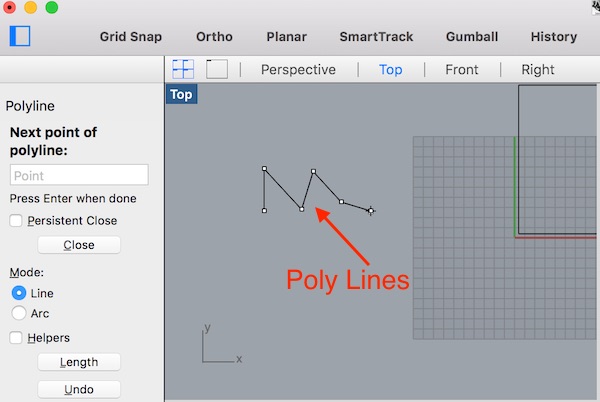 Grid Snap Ortho Planar SmartTrack Gumball History
Perspective Top Front Right
Top
Polyline
Next point of
polyline:
Point
Press Enter when done
Persistent Close
Close
Mode:
Line
Arc
Helpers
Length
Undo
Poly Lines
y
x